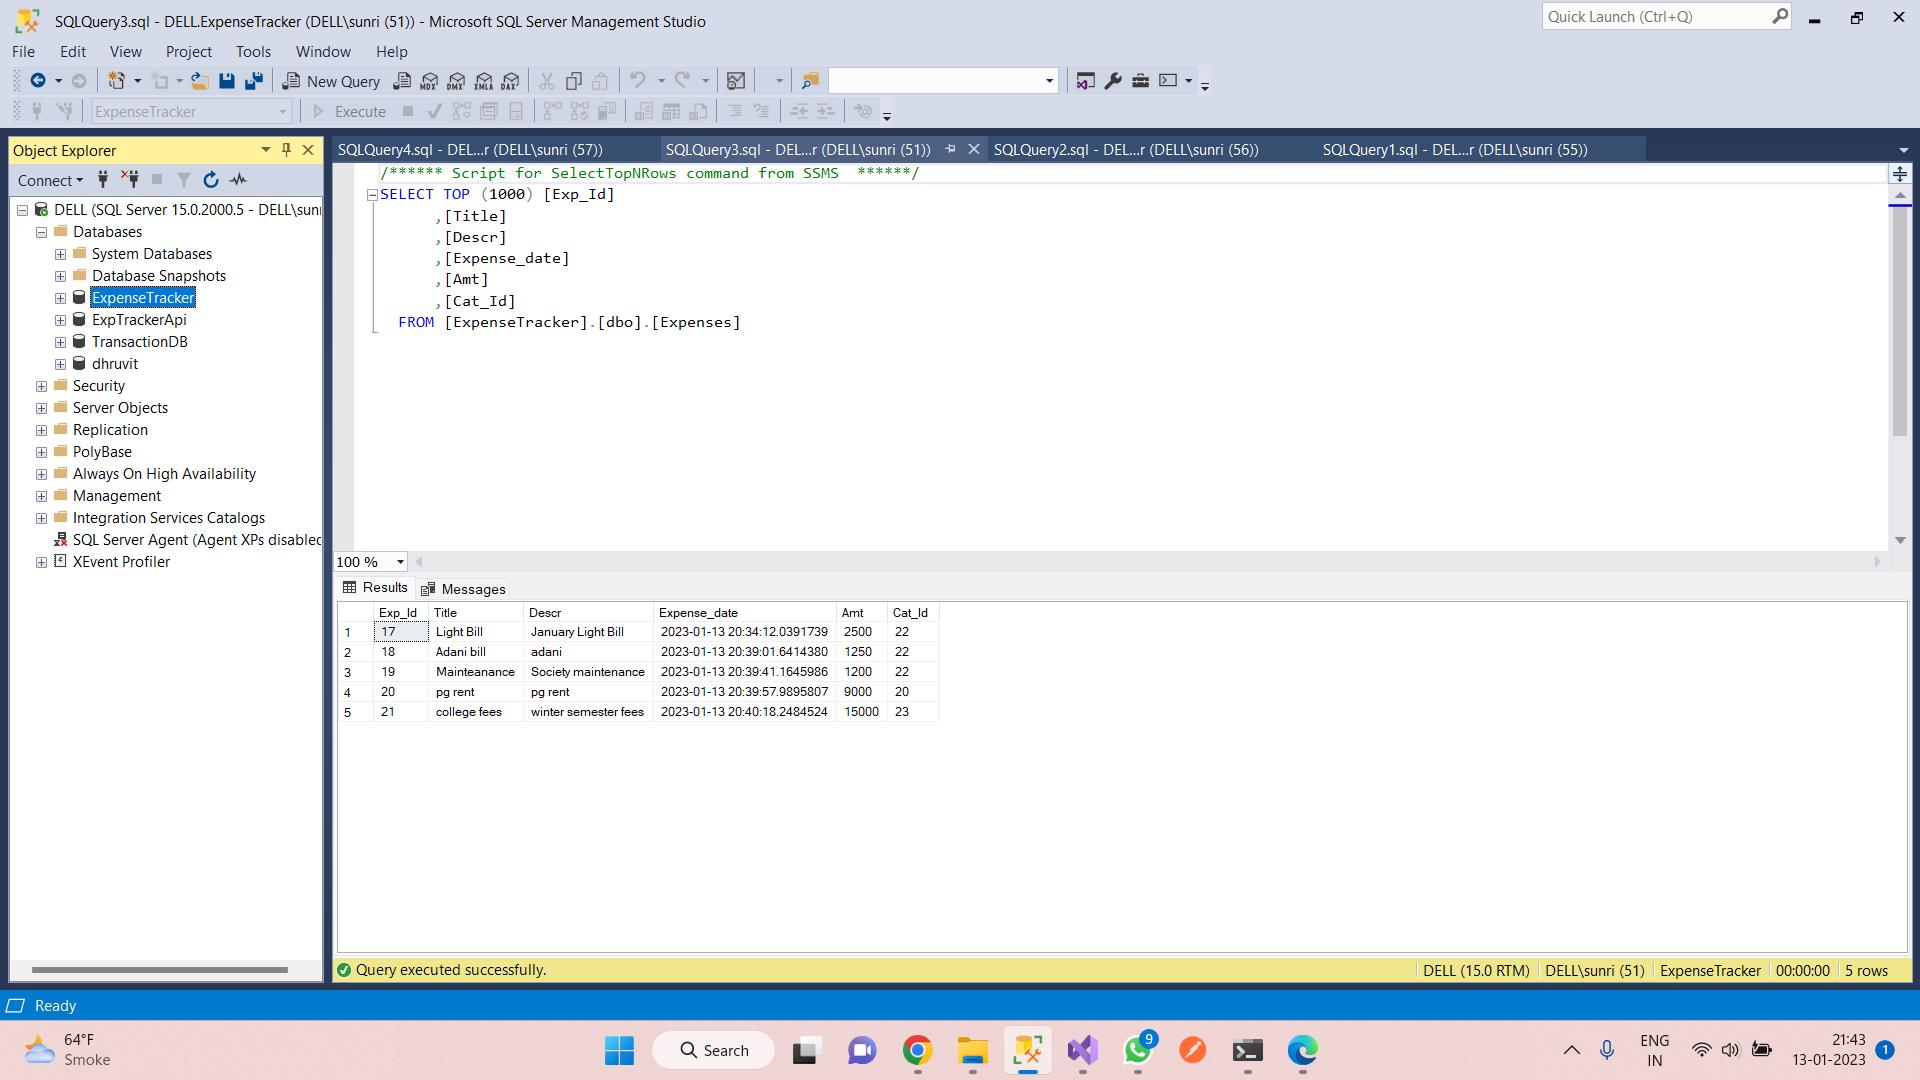 SQLQuery3.sql - DELL.ExpenseTracker (DELL\sunri (51)) - Microsoft SQL Server Management Studio
Quick Launch (Ctrl+Q)
File Edit View Project Tools Window Help
New Query MDX DMX XMLA DAX
ExpenseTracker Execute
Object Explorer
Connect
DELL (SQL Server 15.0.2000.5 - DELL\sunri
Databases
System Databases
Database Snapshots
ExpenseTracker
ExpTrackerApi
TransactionDB
dhruvit
Security
Server Objects
Replication
PolyBase
Always On High Availability
Management
Integration Services Catalogs
SQL Server Agent (Agent XPs disabled
XEvent Profiler
SQLQuery4.sql - DEL...r (DELL\sunri (57)) SQLQuery3.sql - DEL...r (DELL\sunri (51)) SQLQuery2.sql - DEL...r (DELL\sunri (56)) SQLQuery1.sql - DEL...r (DELL\sunri (55))
/****** Script for SelectTopNRows command from SSMS  ******/
SELECT TOP (1000) [Exp_Id]
,[Title]
,[Descr]
,[Expense_date]
,[Amt]
,[Cat_Id]
FROM [ExpenseTracker].[dbo].[Expenses]
100 %
Results Messages
Exp_Id Title Descr Expense_date Amt Cat_Id
1 17 Light Bill January Light Bill 2023-01-13 20:34:12.0391739 2500 22
2 18 Adani bill adani 2023-01-13 20:39:01.6414380 1250 22
3 19 Mainteanance Society maintenance 2023-01-13 20:39:41.1645986 1200 22
4 20 pg rent pg rent 2023-01-13 20:39:57.9895807 9000 20
5 21 college fees winter semester fees 2023-01-13 20:40:18.2484524 15000 23
Query executed successfully. DELL (15.0 RTM) DELL\sunri (51) ExpenseTracker 00:00:00 5 rows
Ready
64°F
Smoke
Search
9
ENG
IN
21:43
13-01-2023
1